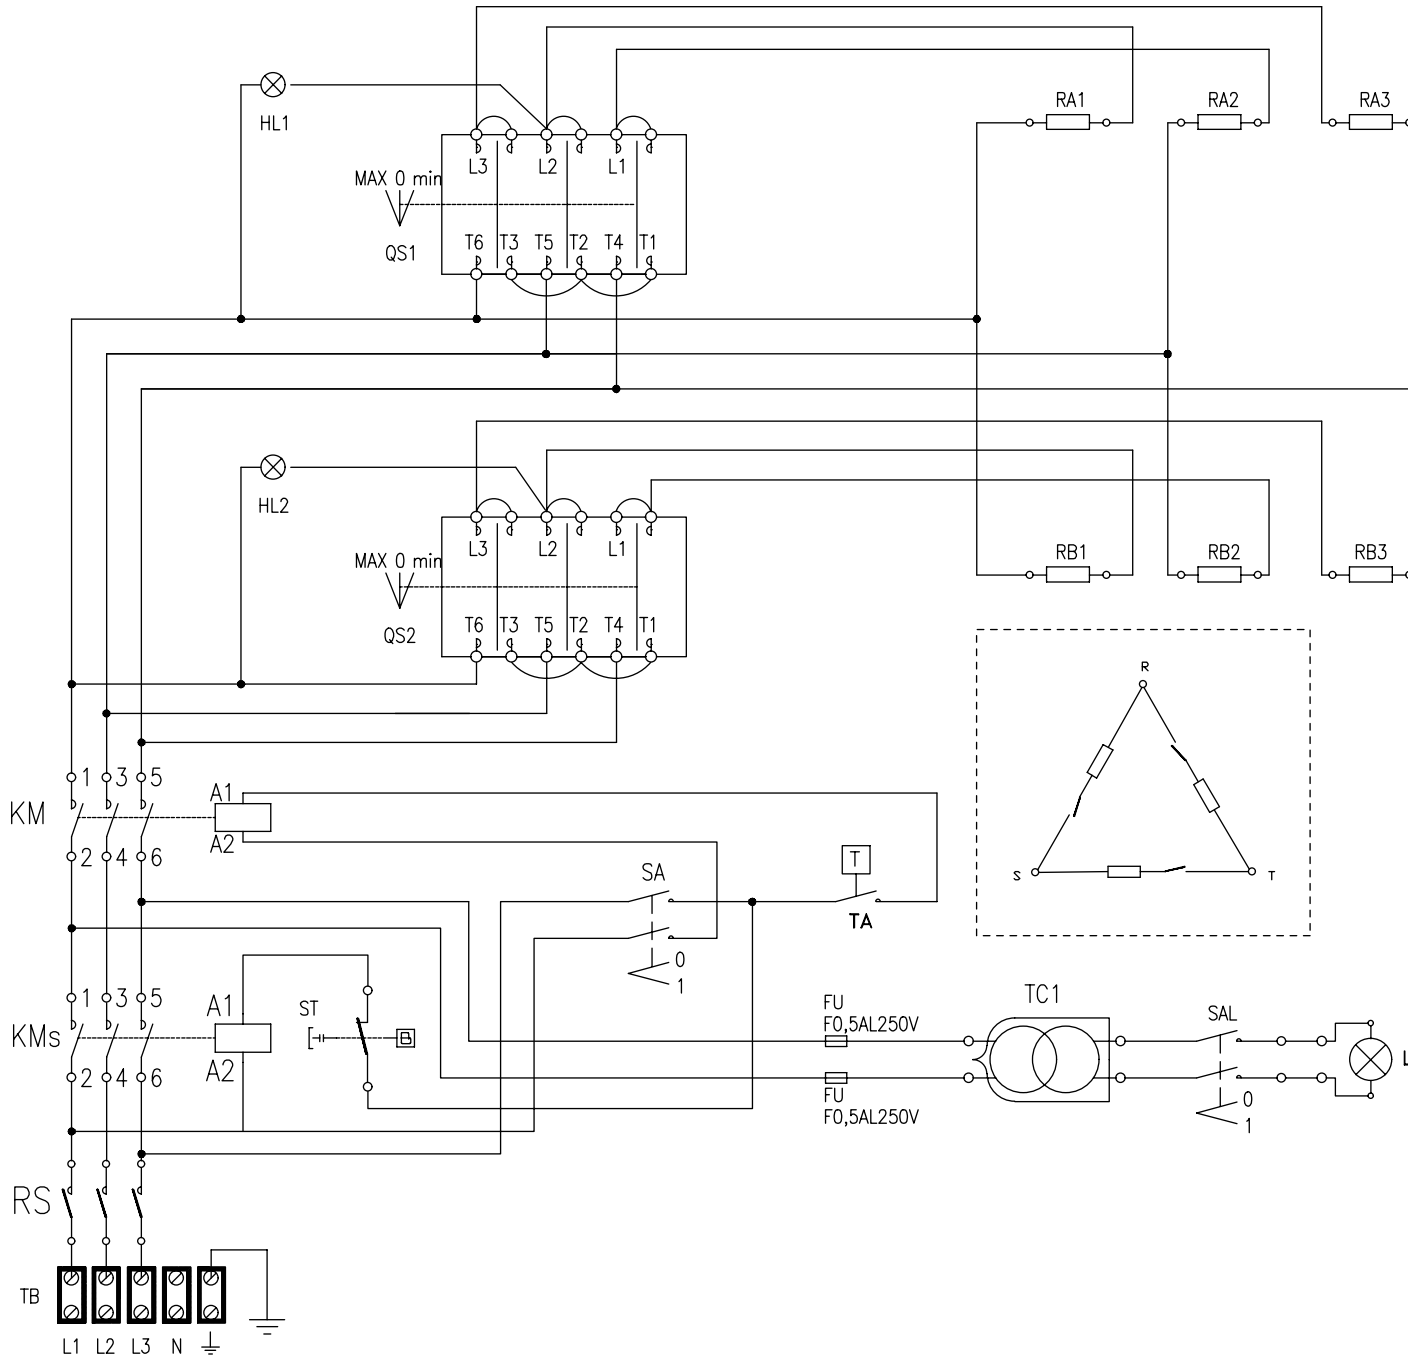 RA1
RA2
RA3
HL1
L3
L2
L1
MAX 0 min
QS1
T6 T3 T5 T2 T4 T1
HL2
L3
L2
L1
RB1
RB2
RB3
MAX 0 min
QS2
T6 T3 T5 T2 T4 T1
R
S
T
1 3 5
KM
A1
A2
2 4 6
SA
T
TA
0
1
1 3 5
KMs
A1
A2
2 4 6
ST
B
FU
F0,5AL250V
TC1
SAL
L
FU
F0,5AL250V
0
1
RS
TB
L1 L2 L3 N